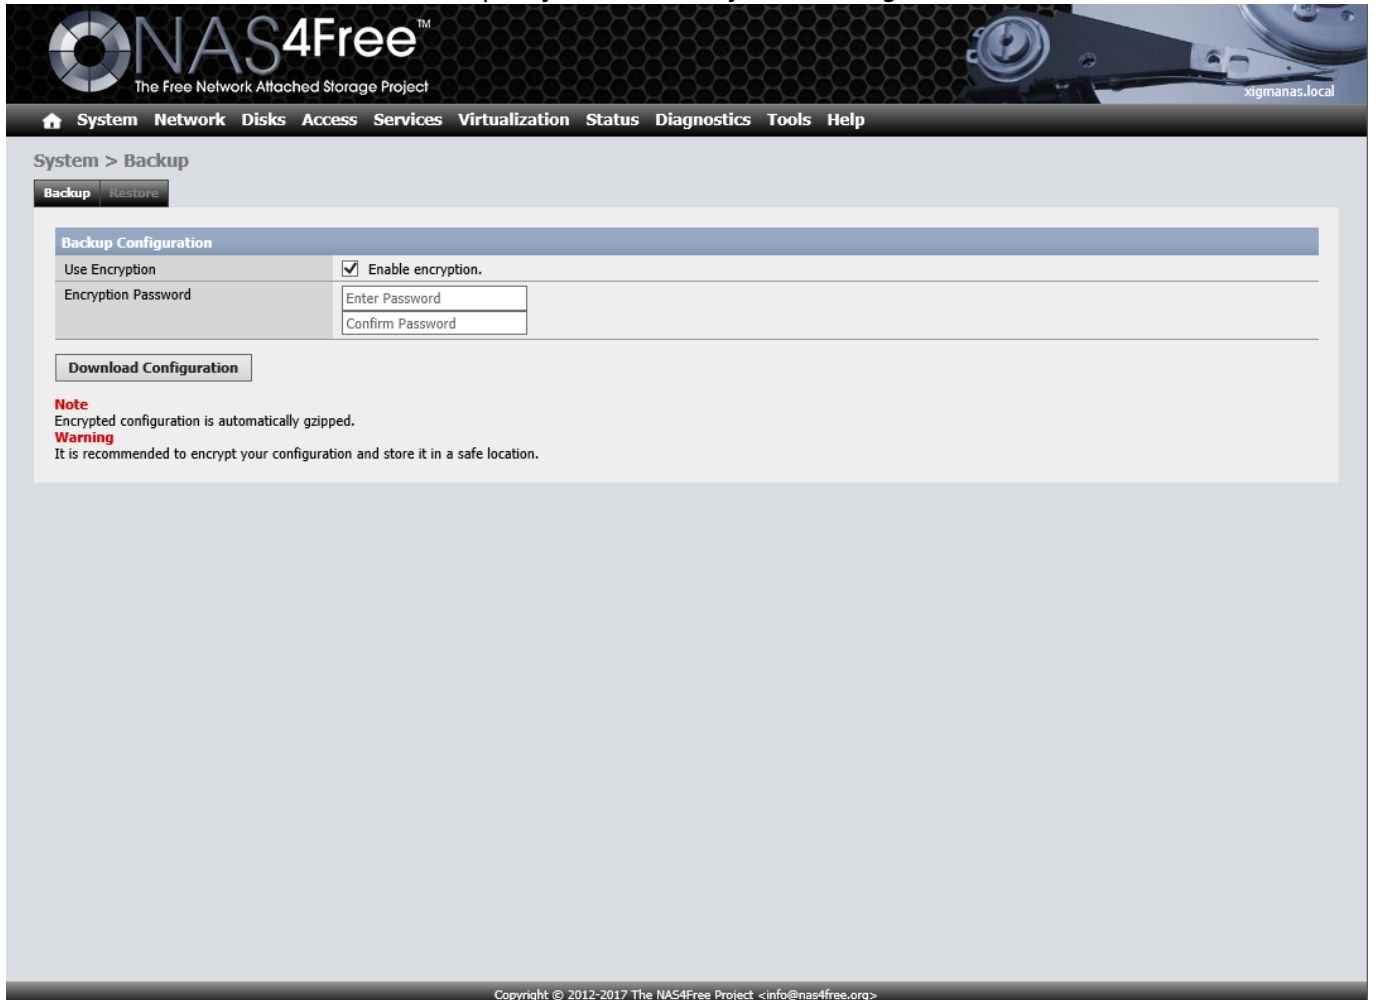 NAS4Free™
The Free Network Attached Storage Project
xigmanas.local
System Network Disks Access Services Virtualization Status Diagnostics Tools Help
System > Backup
Backup Restore
Backup Configuration
Use Encryption Enable encryption.
Encryption Password Enter Password
Confirm Password
Download Configuration
Note
Encrypted configuration is automatically gzipped.
Warning
It is recommended to encrypt your configuration and store it in a safe location.
Copyright © 2012-2017 The NAS4Free Project <info@nas4free.org>